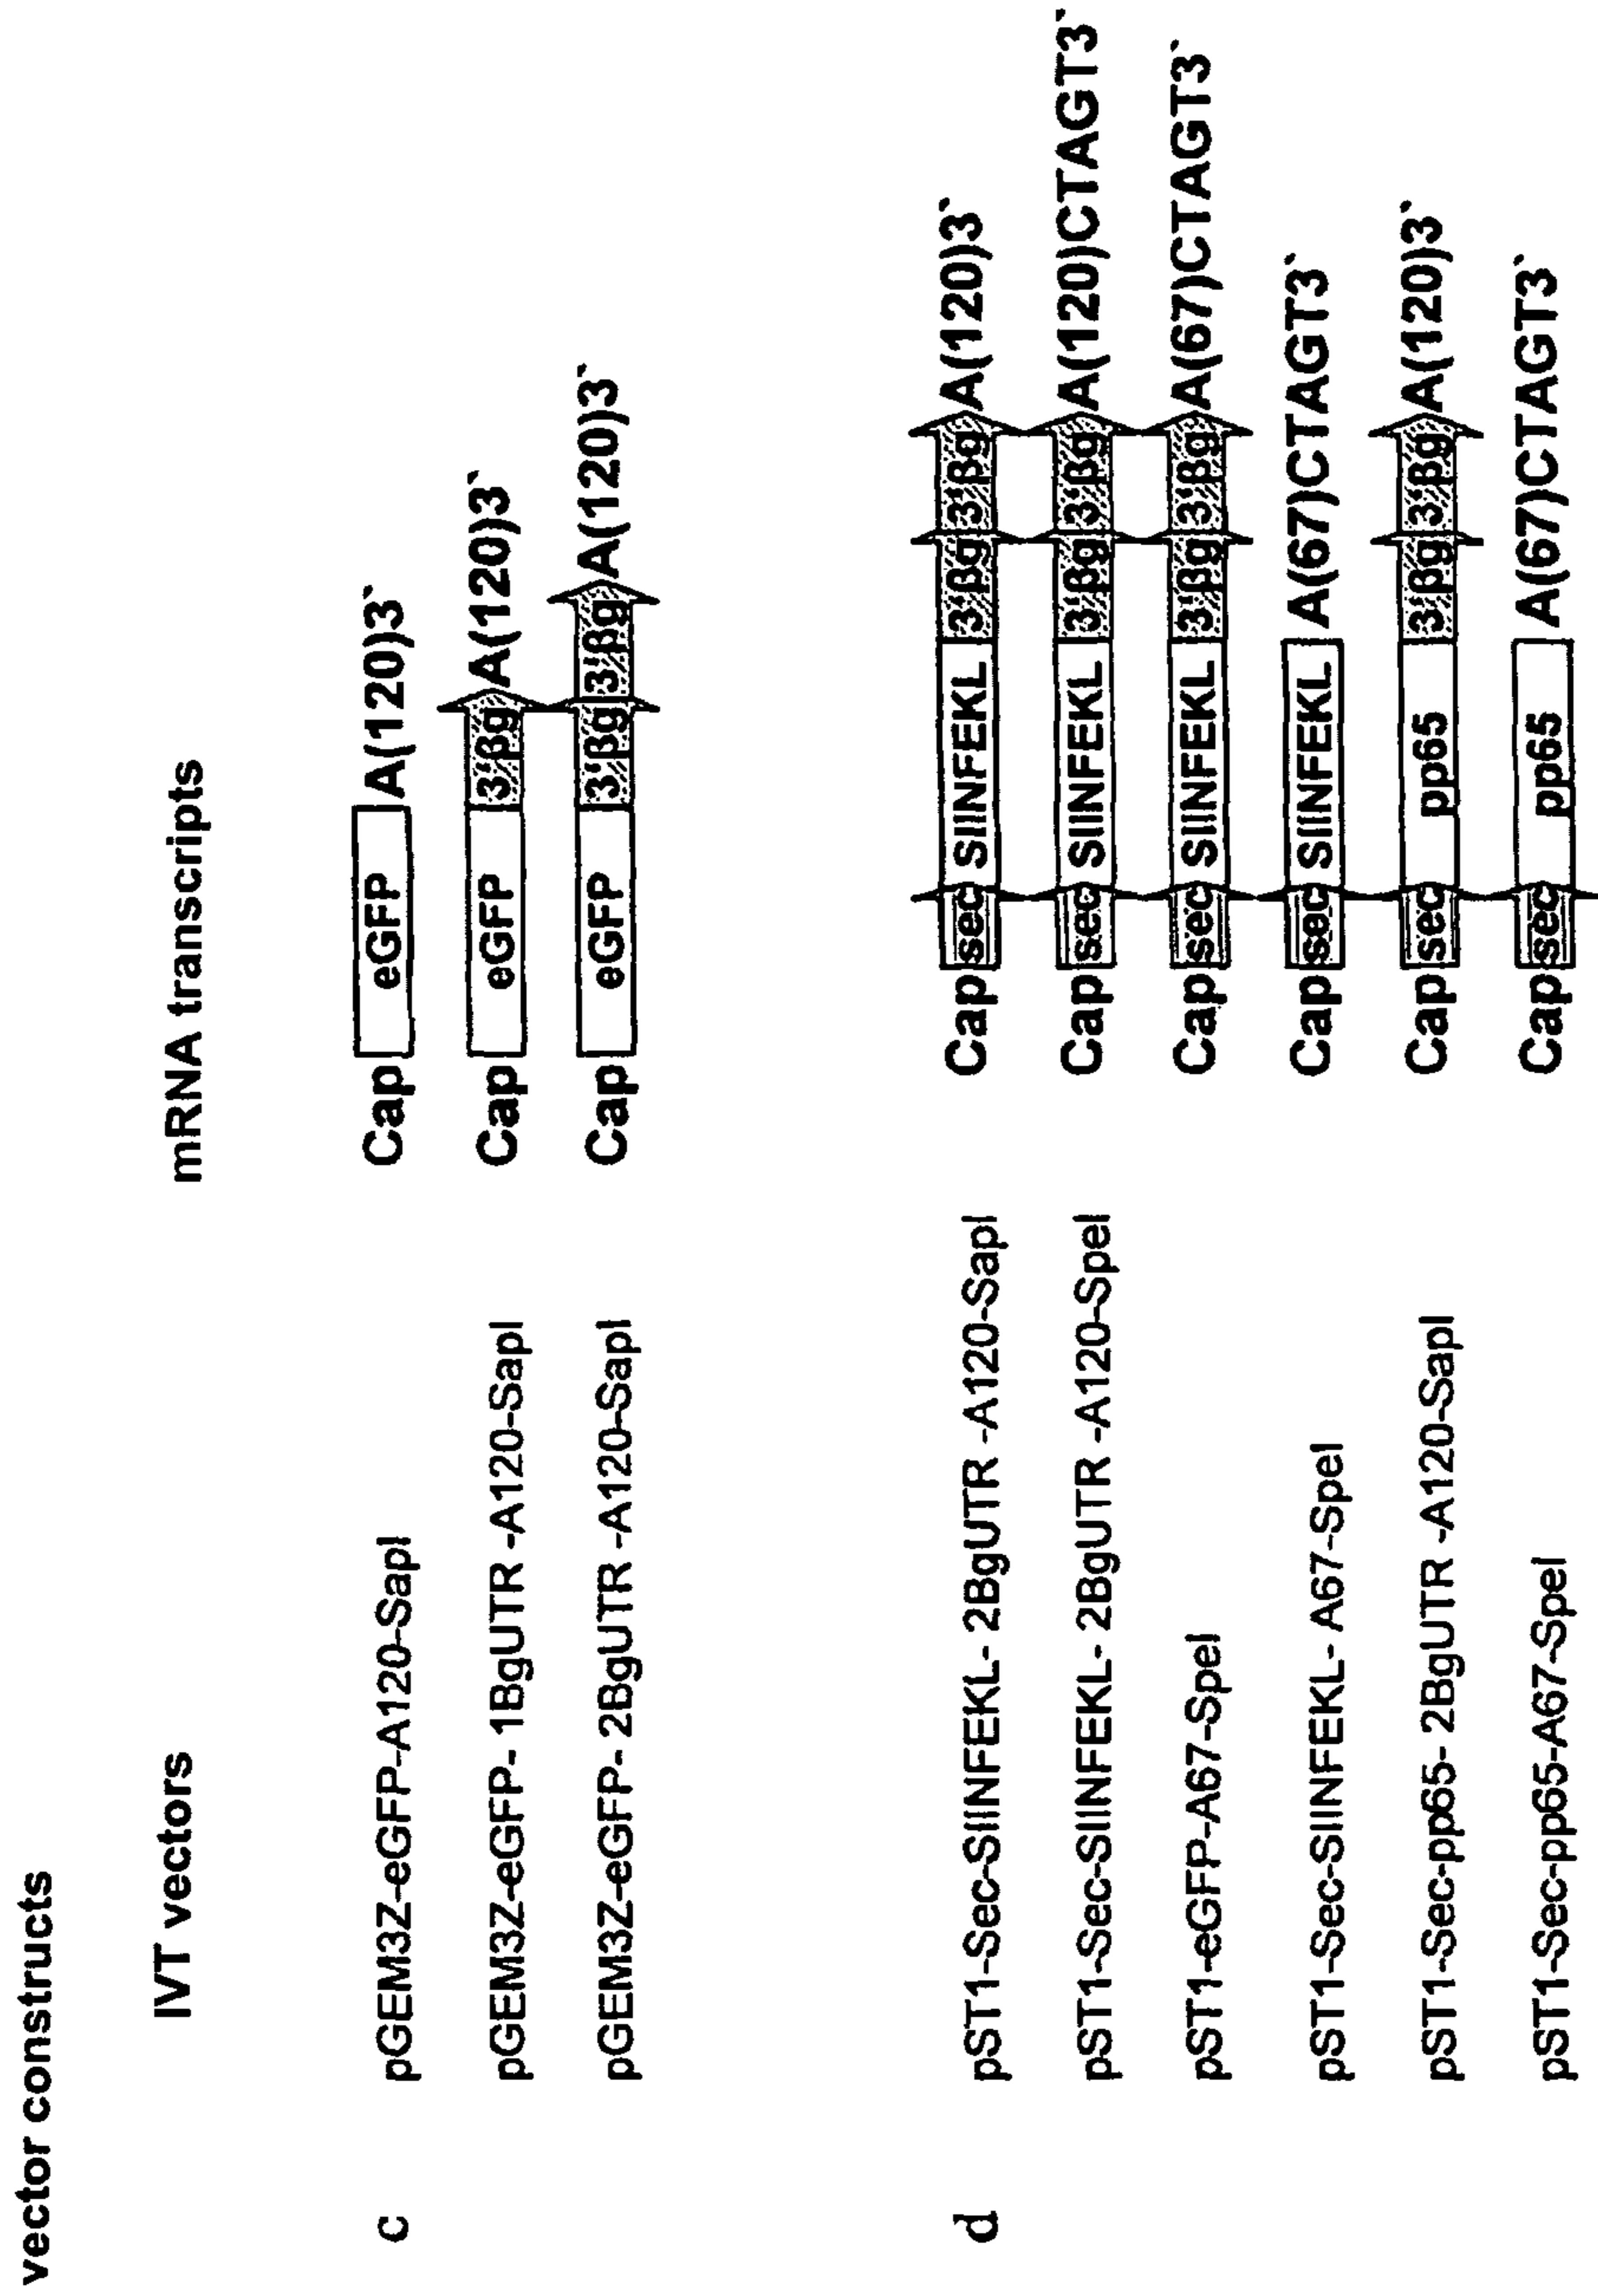 vector constructs
IVT vectors mRNA transcripts
c pGEM3Z-eGFP-A120-SapI Cap eGFP A(120)3`
pGEM3Z-eGFP- 1BgUTR -A120-SapI Cap eGFP 3'βg A(120)3`
pGEM3Z-eGFP- 2BgUTR -A120-SapI Cap eGFP 3'βg 3'βg A(120)3`
d pST1-Sec-SIINFEKL- 2BgUTR -A120-SapI Cap sec SIINFEKL 3'βg 3'βg A(120)3`
pST1-Sec-SIINFEKL- 2BgUTR -A120-SpeI Cap sec SIINFEKL 3'βg 3'βg A(120)CTAGT3`
pST1-eGFP-A67-SpeI Cap sec SIINFEKL 3'βg 3'βg A(67)CTAGT3`
pST1-Sec-SIINFEKL- A67-SpeI Cap sec SIINFEKL A(67)CTAGT3`
pST1-Sec-pp65- 2BgUTR -A120-SapI Cap sec pp65 3'βg 3'βg A(120)3`
pST1-Sec-pp65-A67-SpeI Cap sec pp65 A(67)CTAGT3`